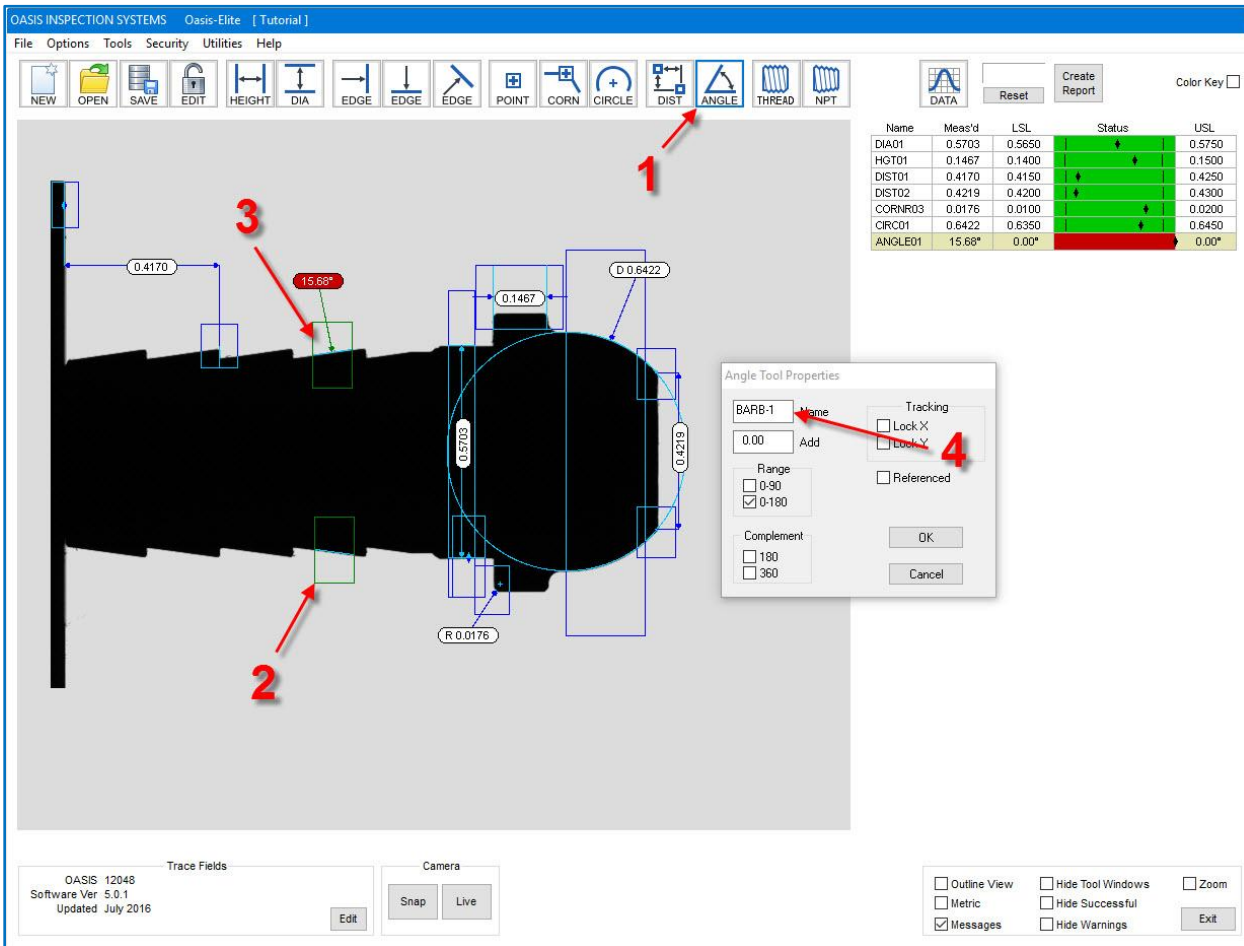 OASIS INSPECTION SYSTEMS Oasis-Elite [ Tutorial ]
File Options Tools Security Utilities Help
NEW OPEN SAVE EDIT HEIGHT DIA EDGE EDGE EDGE POINT CORN CIRCLE DIST ANGLE THREAD NPT DATA Reset Create Report Color Key
1
Name Meas'd LSL Status USL
DIA01 0.5703 0.5650 0.5750
HGT01 0.1467 0.1400 0.1500
DIST01 0.4170 0.4150 0.4250
DIST02 0.4219 0.4200 0.4300
CORNR03 0.0176 0.0100 0.0200
CIRC01 0.6422 0.6350 0.6450
ANGLE01 15.68° 0.00° 0.00°
3
0.4170
15.68°
0.1467
D 0.6422
0.5703
0.4219
R 0.0176
2
Angle Tool Properties
BARB-1 Name
0.00 Add
Range
0-90
0-180
Complement
180
360
Tracking
Lock X
Lock Y
4
Referenced
OK
Cancel
Trace Fields
OASIS 12048
Software Ver 5.0.1
Updated July 2016
Edit
Camera
Snap Live
Outline View Hide Tool Windows Zoom
Metric Hide Successful
Messages Hide Warnings Exit